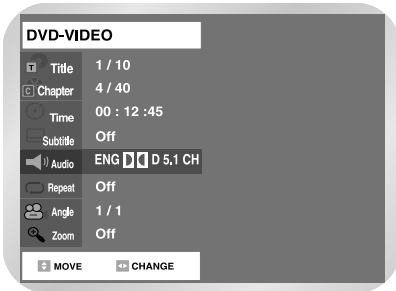 DVD-VIDEO
T Title 1 / 10
C Chapter 4 / 40
Time 00 : 12 :45
Subtitle Off
Audio ENG D 5.1 CH
Repeat Off
Angle 1 / 1
Zoom Off
MOVE CHANGE